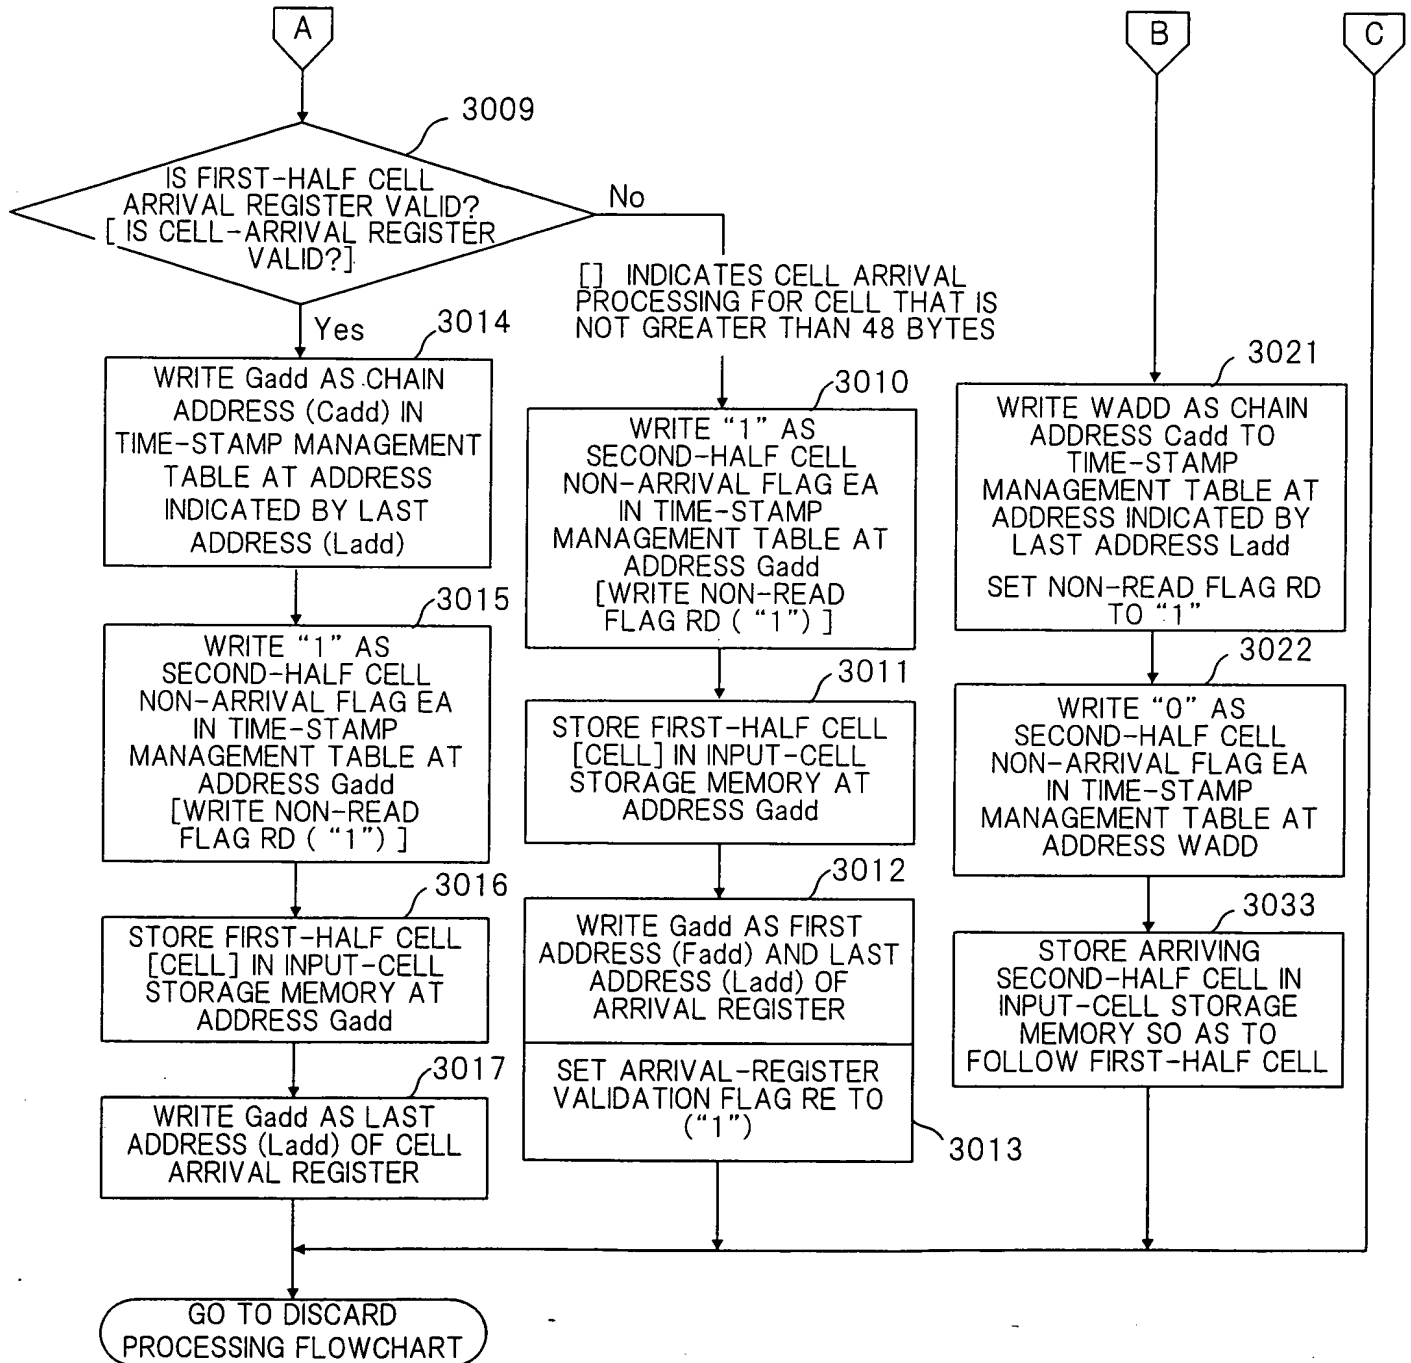 A
B
C
3009
IS FIRST-HALF CELL
ARRIVAL REGISTER VALID?
[ IS CELL-ARRIVAL REGISTER
VALID?]
No
Yes
[] INDICATES CELL ARRIVAL
PROCESSING FOR CELL THAT IS
NOT GREATER THAN 48 BYTES
3014
WRITE Gadd AS CHAIN
ADDRESS (Cadd) IN
TIME-STAMP MANAGEMENT
TABLE AT ADDRESS
INDICATED BY LAST
ADDRESS (Ladd)
3015
WRITE "1" AS
SECOND-HALF CELL
NON-ARRIVAL FLAG EA
IN TIME-STAMP
MANAGEMENT TABLE AT
ADDRESS Gadd
[WRITE NON-READ
FLAG RD ( "1") ]
3016
STORE FIRST-HALF CELL
[CELL] IN INPUT-CELL
STORAGE MEMORY AT
ADDRESS Gadd
3017
WRITE Gadd AS LAST
ADDRESS (Ladd) OF CELL
ARRIVAL REGISTER
3010
WRITE "1" AS
SECOND-HALF CELL
NON-ARRIVAL FLAG EA
IN TIME-STAMP
MANAGEMENT TABLE AT
ADDRESS Gadd
[WRITE NON-READ
FLAG RD ( "1") ]
3011
STORE FIRST-HALF CELL
[CELL] IN INPUT-CELL
STORAGE MEMORY AT
ADDRESS Gadd
3012
WRITE Gadd AS FIRST
ADDRESS (Fadd) AND LAST
ADDRESS (Ladd) OF
ARRIVAL REGISTER
SET ARRIVAL-REGISTER
VALIDATION FLAG RE TO
("1")
3013
3021
WRITE WADD AS CHAIN
ADDRESS Cadd TO
TIME-STAMP
MANAGEMENT TABLE AT
ADDRESS INDICATED BY
LAST ADDRESS Ladd
SET NON-READ FLAG RD
TO "1"
3022
WRITE "0" AS
SECOND-HALF CELL
NON-ARRIVAL FLAG EA
IN TIME-STAMP
MANAGEMENT TABLE AT
ADDRESS WADD
3033
STORE ARRIVING
SECOND-HALF CELL IN
INPUT-CELL STORAGE
MEMORY SO AS TO
FOLLOW FIRST-HALF CELL
GO TO DISCARD
PROCESSING FLOWCHART